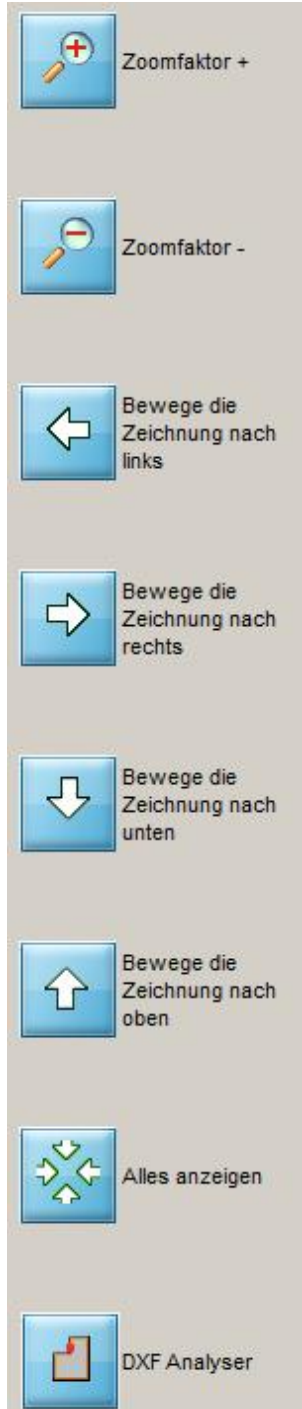 Zoomfaktor +
Zoomfaktor -
Bewege die
Zeichnung nach
links
Bewege die
Zeichnung nach
rechts
Bewege die
Zeichnung nach
unten
Bewege die
Zeichnung nach
oben
Alles anzeigen
DXF Analyser